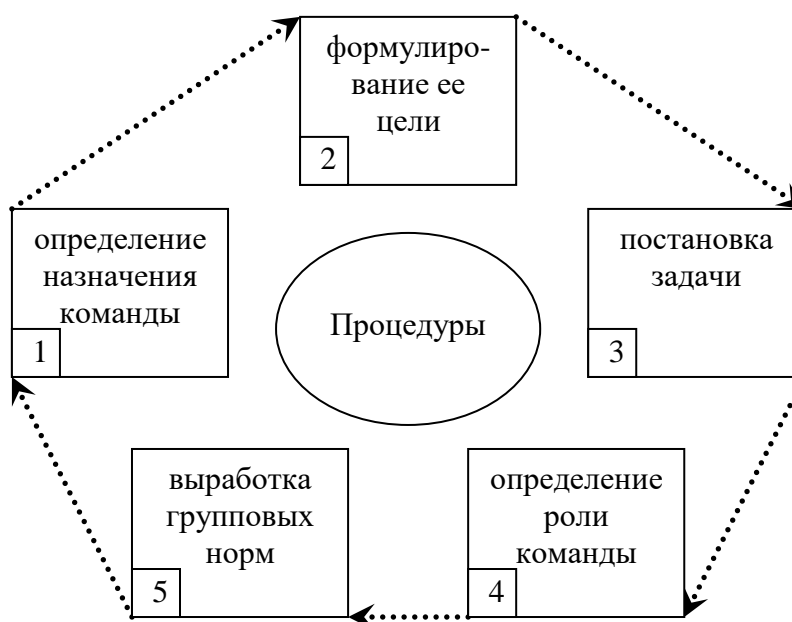 определение
назначения
команды
1
формулиро-
вание ее
цели
2
постановка
задачи
3
определение
роли
команды
4
выработка
групповых
норм
5
Процедуры